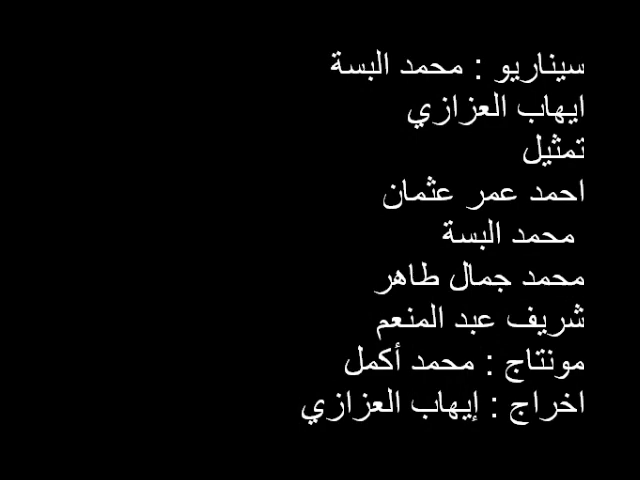 سيناريو : محمد البسة
ايهاب العزازي
تمثيل
احمد عمر عثمان
محمد البسة
محمد جمال طاهر
شريف عبد المنعم
مونتاج : محمد أكمل
اخراج : إيهاب العزازي